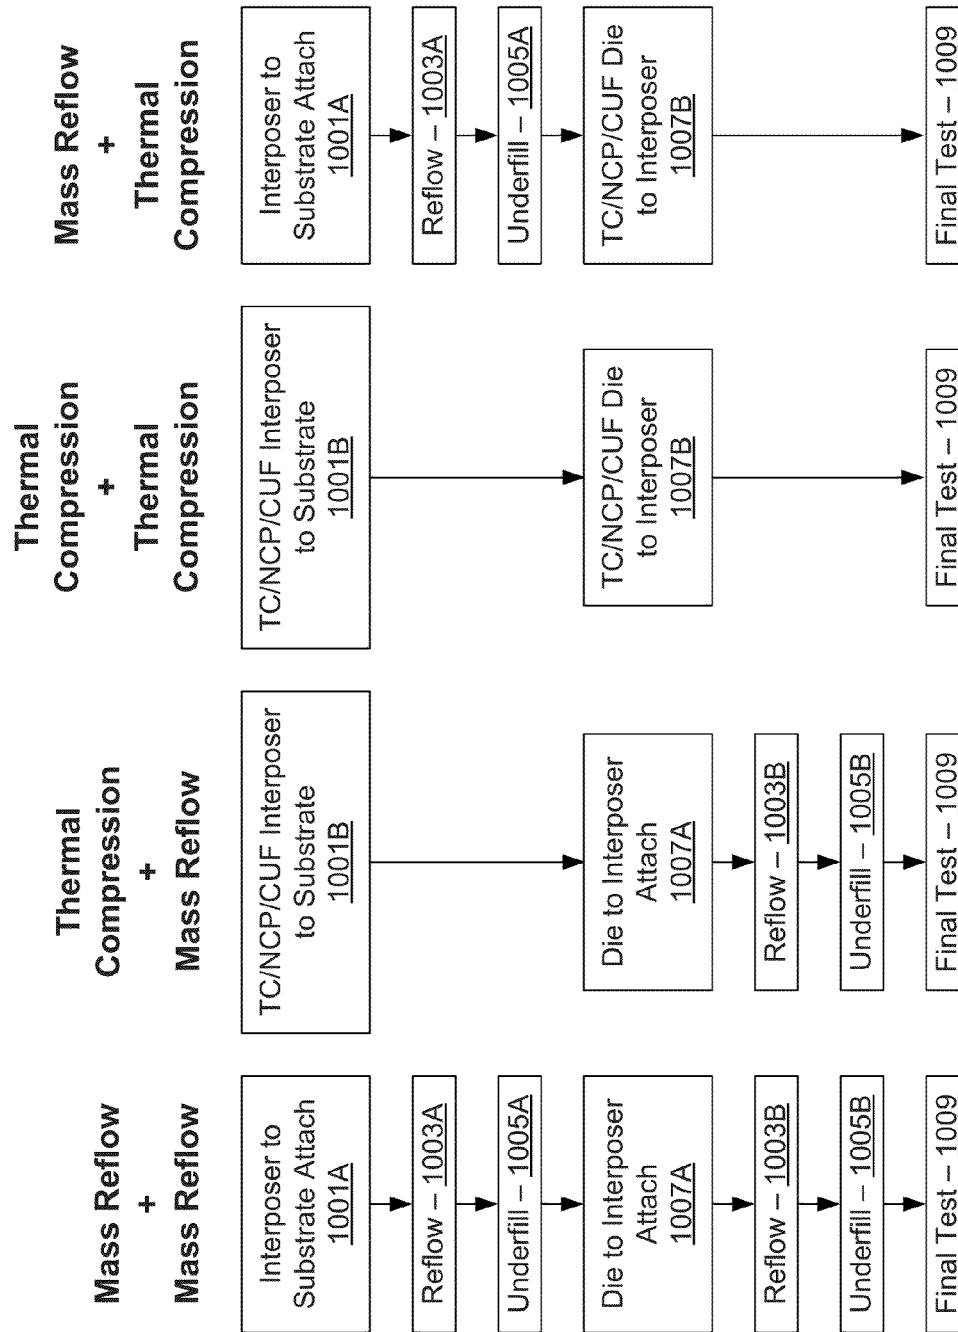 Mass Reflow
+
Mass Reflow
Interposer to
Substrate Attach
1001A
Reflow – 1003A
Underfill – 1005A
Die to Interposer
Attach
1007A
Reflow – 1003B
Underfill – 1005B
Final Test – 1009
Thermal
Compression
+
Mass Reflow
TC/NCP/CUF Interposer
to Substrate
1001B
Die to Interposer
Attach
1007A
Reflow – 1003B
Underfill – 1005B
Final Test – 1009
Thermal
Compression
+
Thermal
Compression
TC/NCP/CUF Interposer
to Substrate
1001B
TC/NCP/CUF Die
to Interposer
1007B
Final Test – 1009
Mass Reflow
+
Thermal
Compression
Interposer to
Substrate Attach
1001A
Reflow – 1003A
Underfill – 1005A
TC/NCP/CUF Die
to Interposer
1007B
Final Test – 1009